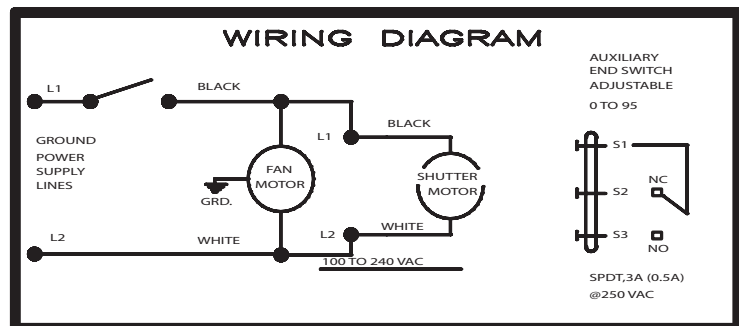 WIRING DIAGRAM
AUXILIARY
END SWITCH
ADJUSTABLE
0 TO 95
L1
BLACK
GROUND
POWER
SUPPLY
LINES
L1
BLACK
FAN
MOTOR
GRD.
SHUTTER
MOTOR
L2
WHITE
L2
WHITE
100 TO 240 VAC
S1
S2
NC
S3
NO
SPDT,3A (0.5A)
@250 VAC